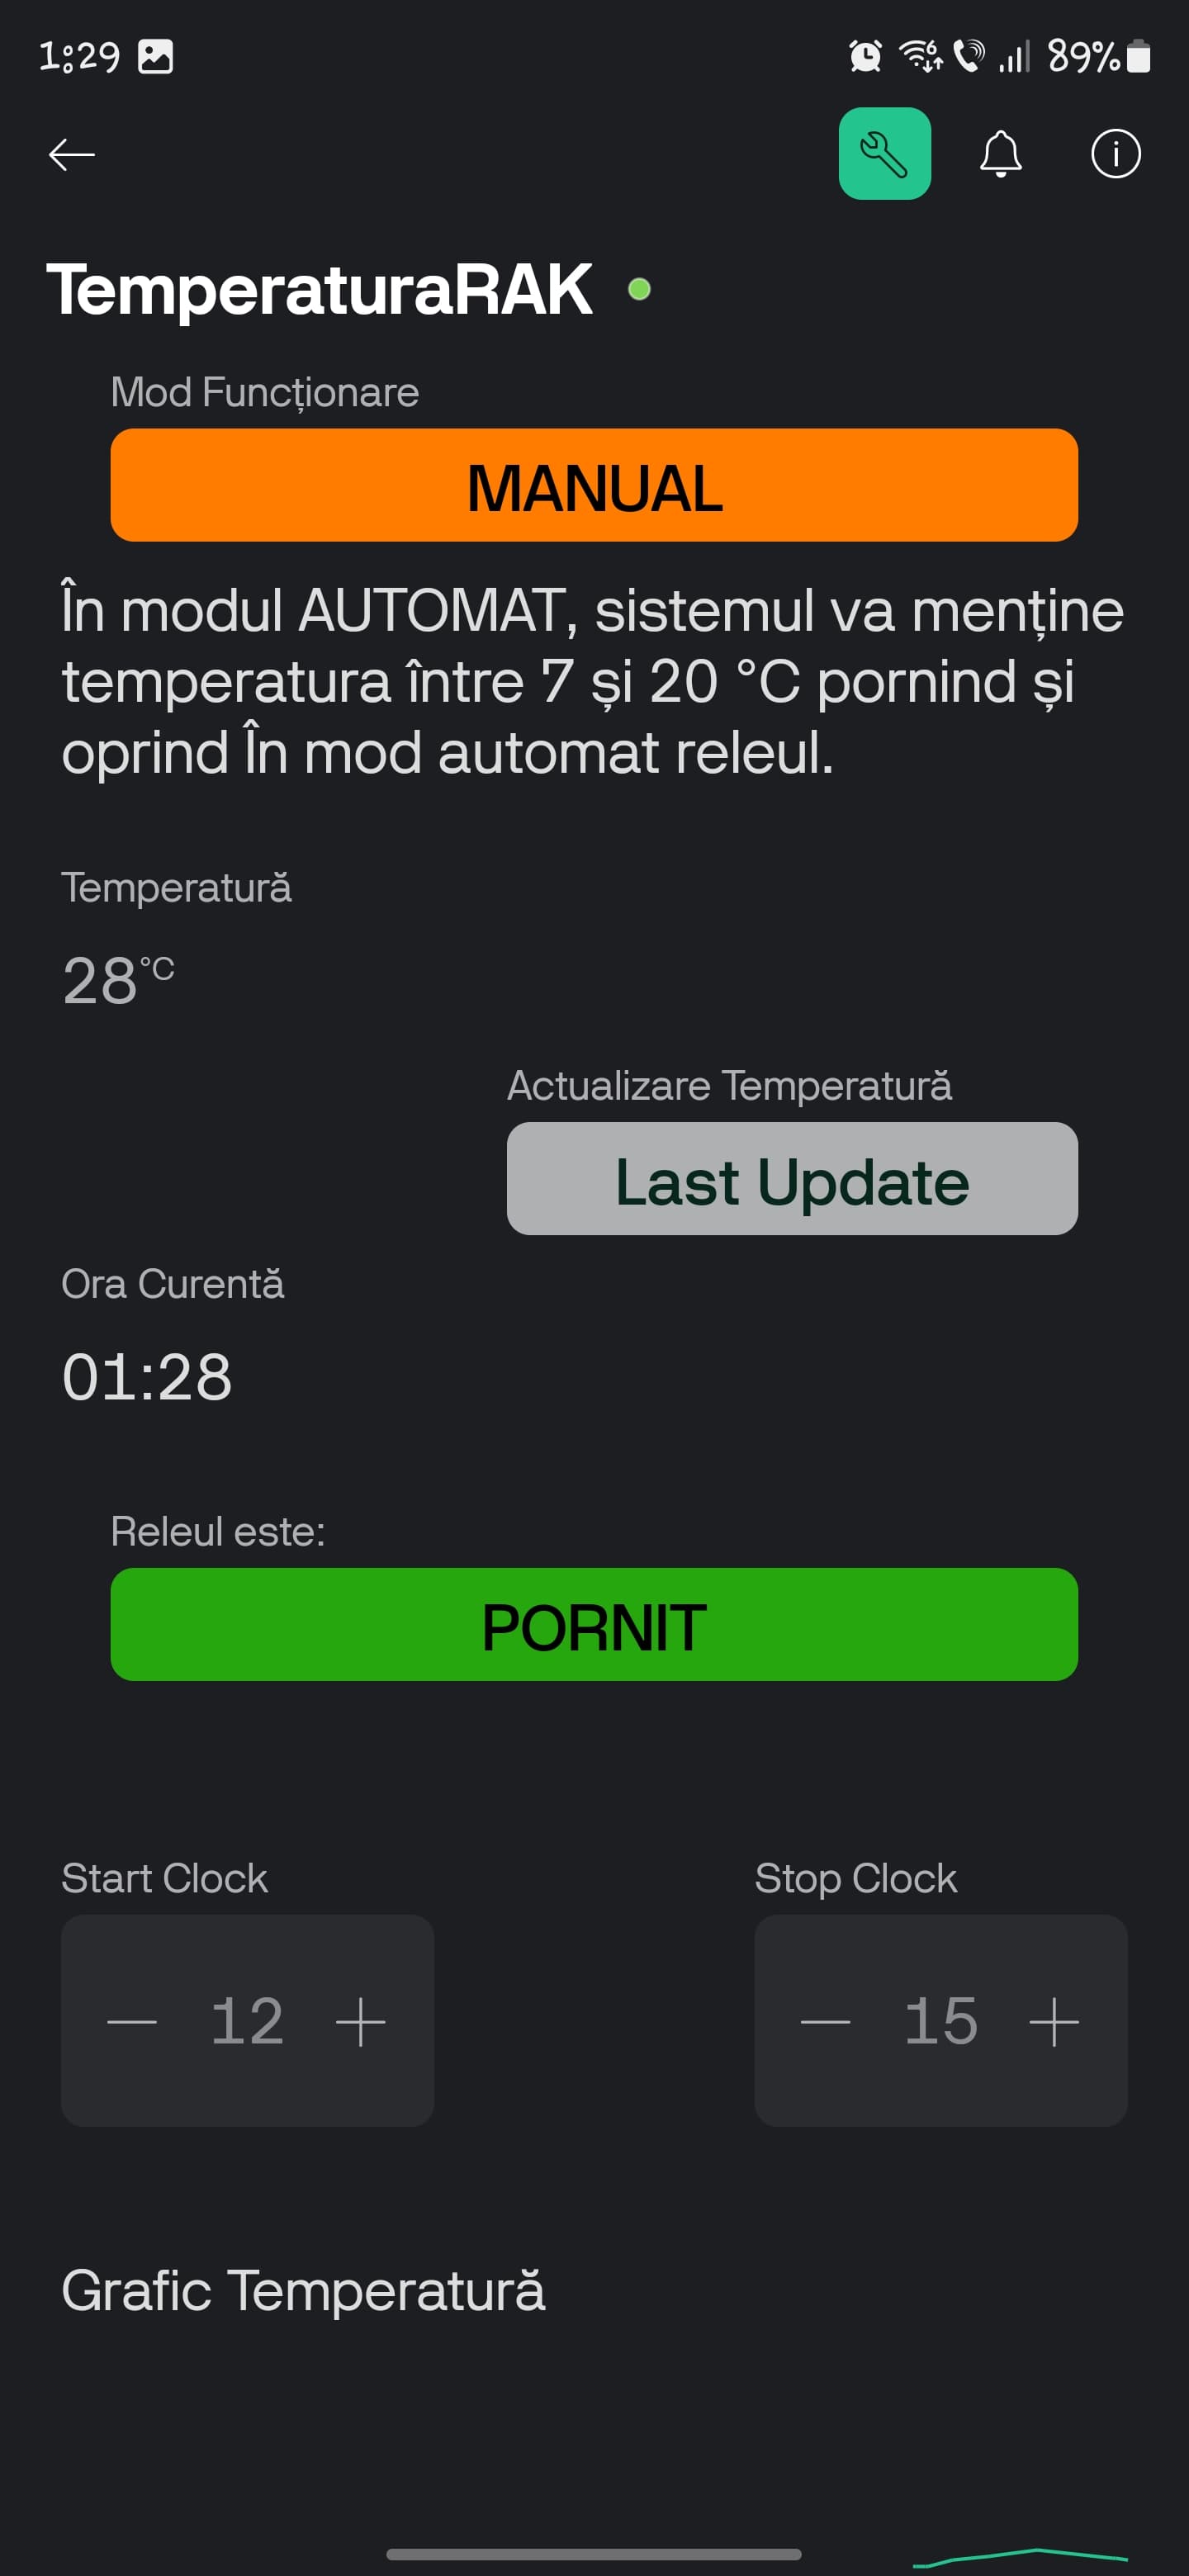 1:29
6
89%
TemperaturaRAK
Mod Funcționare
MANUAL
În modul AUTOMAT, sistemul va menține
temperatura între 7 și 20 °C pornind și
oprind În mod automat releul.
Temperatură
28°C
Actualizare Temperatură
Last Update
Ora Curentă
01:28
Releul este:
PORNIT
Start Clock
Stop Clock
— 12 +
— 15 +
Grafic Temperatură